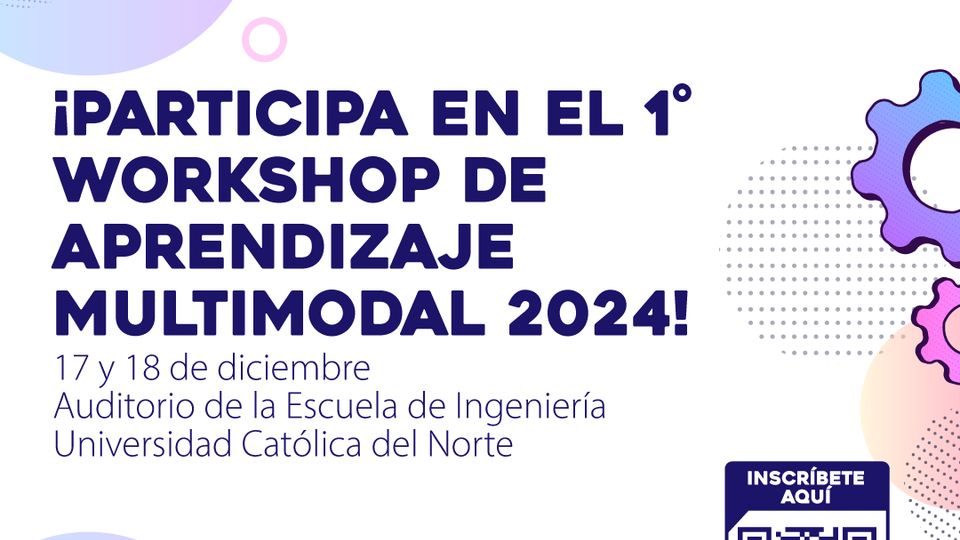 ¡PARTICIPA EN EL 1°
WORKSHOP DE
APRENDIZAJE
MULTIMODAL 2024!
17 y 18 de diciembre
Auditorio de la Escuela de Ingeniería
Universidad Católica del Norte
INSCRÍBETE
AQUÍ